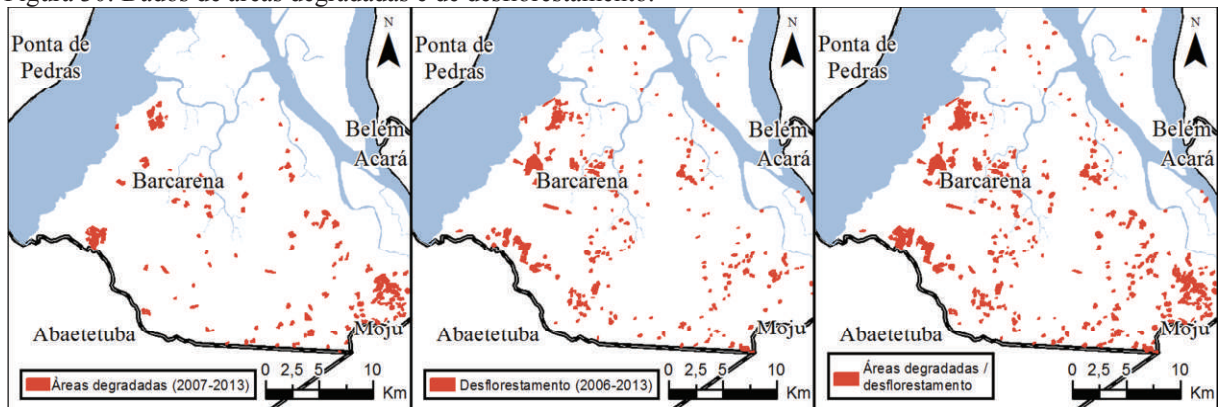 Figura 50: Dados de áreas degradadas e de desflorestamento.
Ponta de
Pedras
N
Belém
Acará
Barcarena
Abaetetuba
Moju
Áreas degradadas (2007-2013)
0 2,5 5 10
Km
Ponta de
Pedras
N
Belém
Acará
Barcarena
Abaetetuba
Moju
Desflorestamento (2006-2013)
0 2,5 5 10
Km
Ponta de
Pedras
N
Belém
Acará
Barcarena
Abaetetuba
Moju
Áreas degradadas /
desflorestamento
0 2,5 5 10
Km